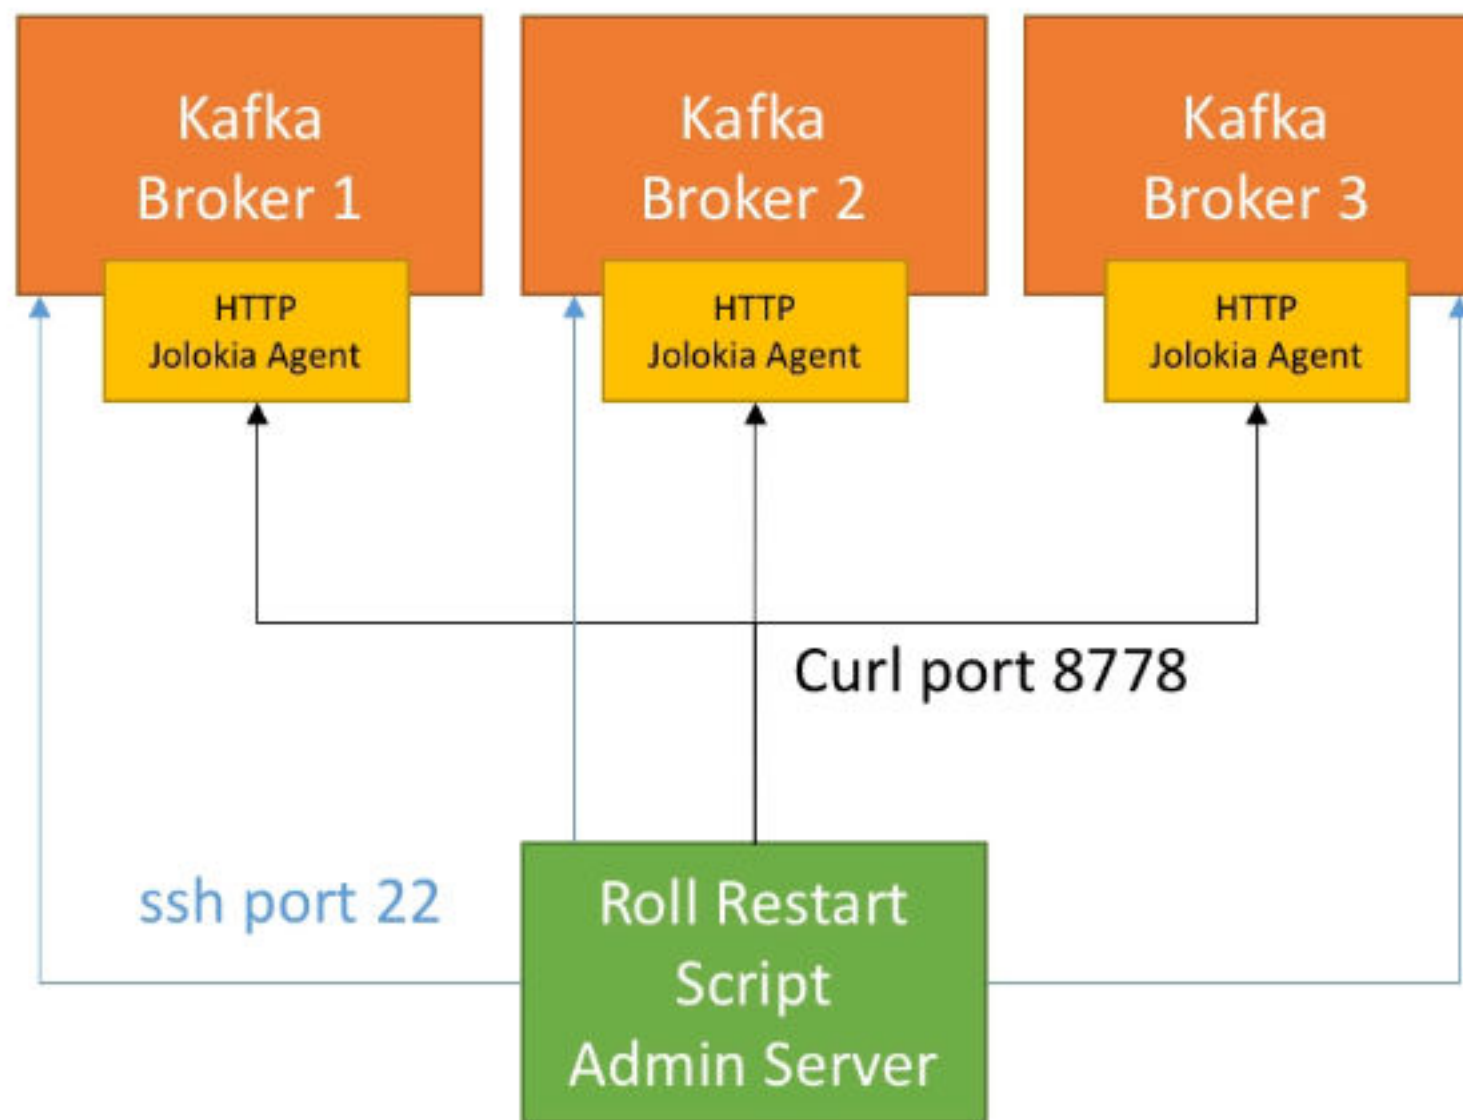 Kafka
Broker 1
Kafka
Broker 2
Kafka
Broker 3
HTTP
Jolokia Agent
HTTP
Jolokia Agent
HTTP
Jolokia Agent
Curl port 8778
ssh port 22
Roll Restart
Script
Admin Server